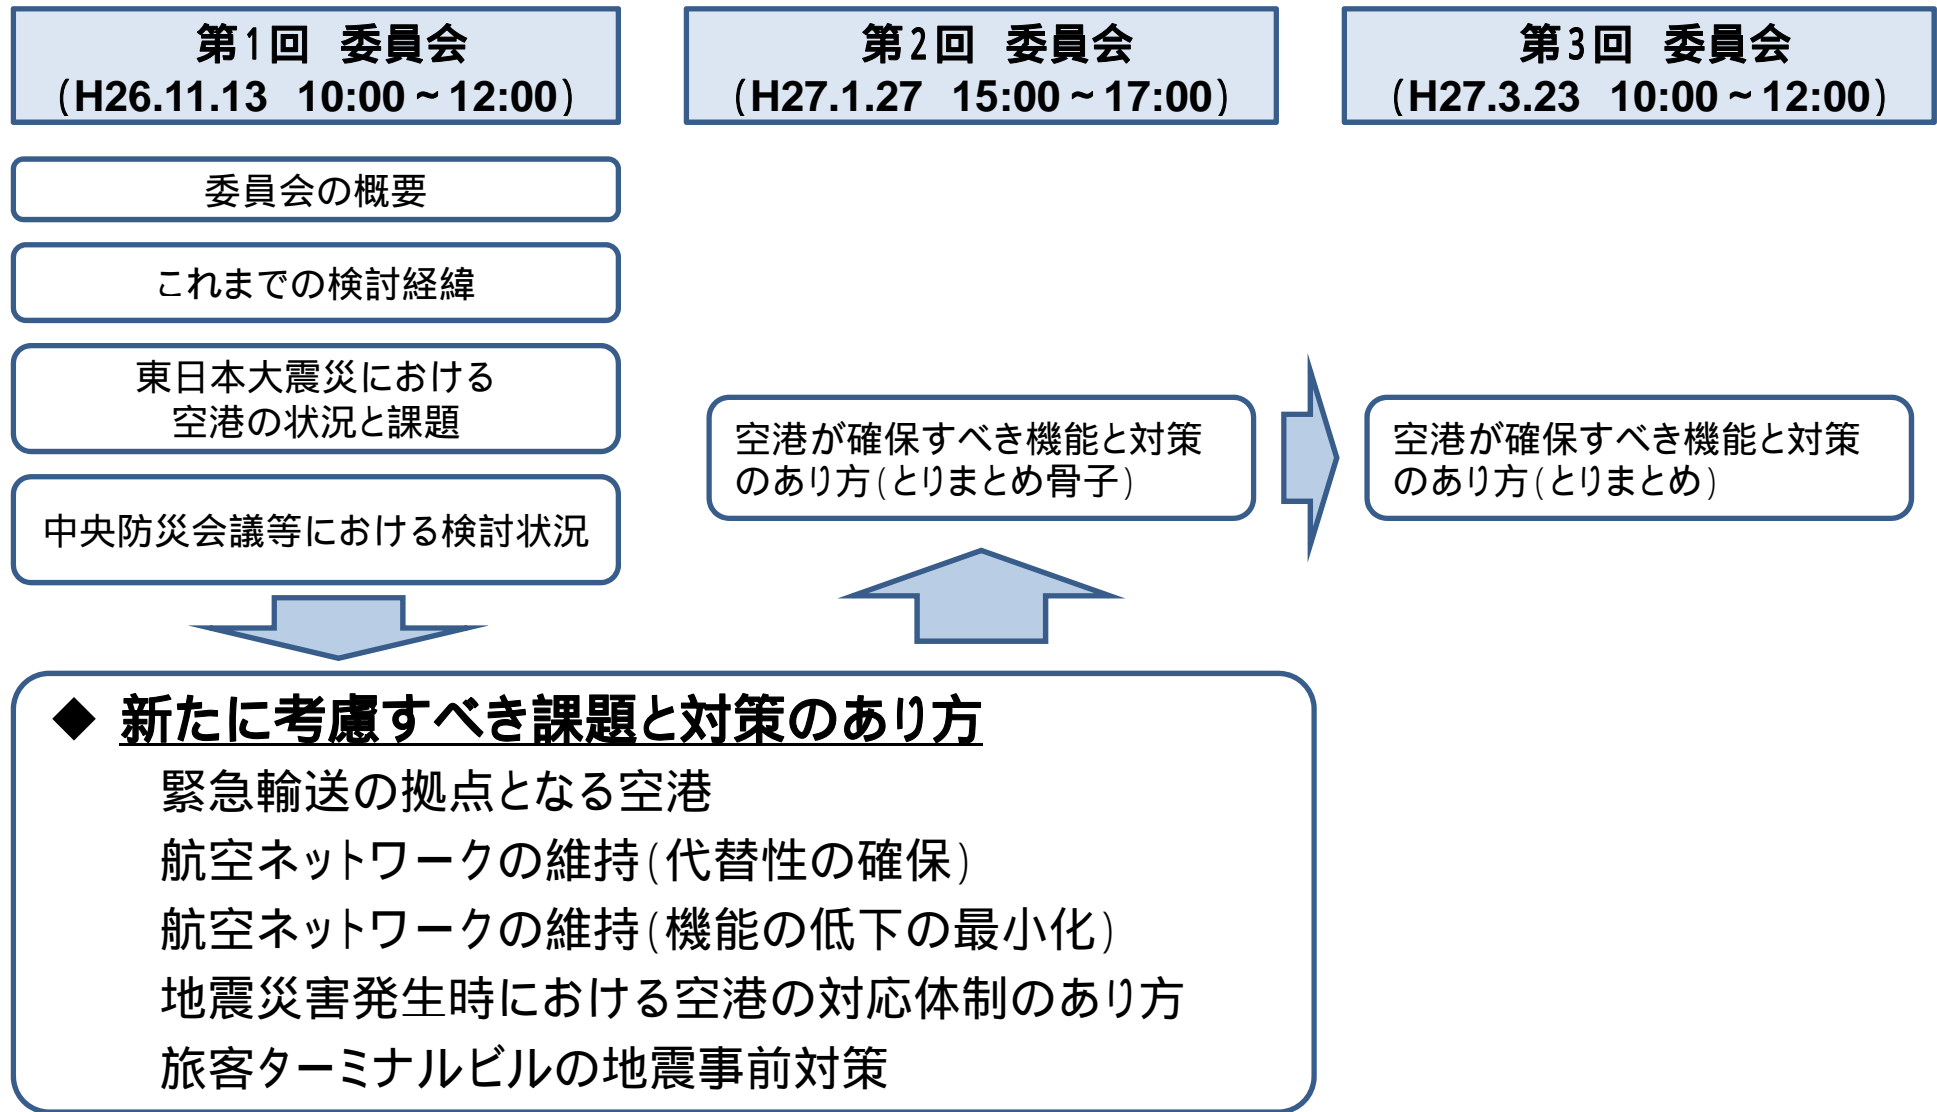 第1回 委員会
(H26.11.13 10:00~12:00)
委員会の概要
これまでの検討経緯
東日本大震災における
空港の状況と課題
中央防災会議等における検討状況
第2回 委員会
(H27.1.27 15:00~17:00)
空港が確保すべき機能と対策
のあり方(とりまとめ骨子)
第3回 委員会
(H27.3.23 10:00~12:00)
空港が確保すべき機能と対策
のあり方(とりまとめ)
◆ 新たに考慮すべき課題と対策のあり方
緊急輸送の拠点となる空港
航空ネットワークの維持(代替性の確保)
航空ネットワークの維持(機能の低下の最小化)
地震災害発生時における空港の対応体制のあり方
旅客ターミナルビルの地震事前対策